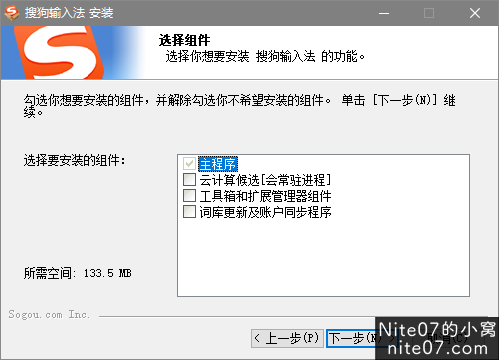 搜狗输入法 安装
选择组件
选择你想要安装 搜狗输入法 的功能。
勾选你想要安装的组件，并解除勾选你不希望安装的组件。 单击 [下一步(N)] 继
续。
选择要安装的组件:
主程序
云计算候选[会常驻进程]
工具箱和扩展管理器组件
词库更新及账户同步程序
所需空间: 133.5 MB
Sogou.com Inc.
< 上一步(P)
下一步(N) >
Nite07的小窝
nite07.com